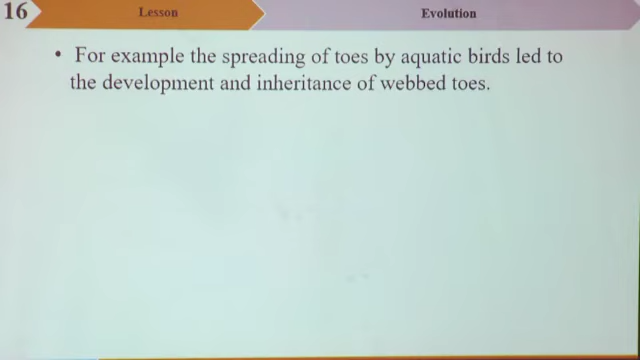 16
Lesson
Evolution
• For example the spreading of toes by aquatic birds led to
the development and inheritance of webbed toes.